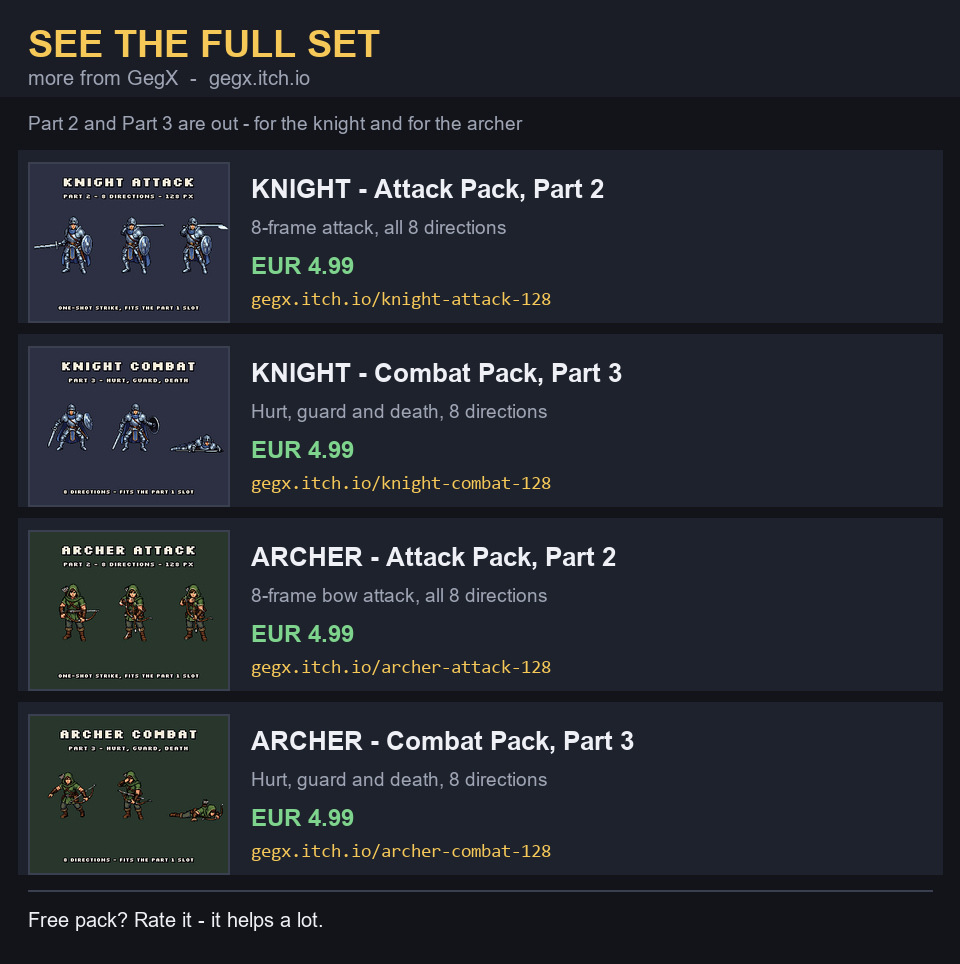 SEE THE FULL SET
more from GegX - gegx.itch.io
Part 2 and Part 3 are out - for the knight and for the archer
KNIGHT ATTACK
PART 2 - 8 DIRECTIONS - 128 PX
ONE-SHOT STRIKE, FITS THE PART 1 SLOT
KNIGHT - Attack Pack, Part 2
8-frame attack, all 8 directions
EUR 4.99
gegx.itch.io/knight-attack-128
KNIGHT COMBAT
PART 3 - HURT, GUARD, DEATH
8 DIRECTIONS - FITS THE PART 1 SLOT
KNIGHT - Combat Pack, Part 3
Hurt, guard and death, 8 directions
EUR 4.99
gegx.itch.io/knight-combat-128
ARCHER ATTACK
PART 2 - 8 DIRECTIONS - 128 PX
ONE-SHOT STRIKE, FITS THE PART 1 SLOT
ARCHER - Attack Pack, Part 2
8-frame bow attack, all 8 directions
EUR 4.99
gegx.itch.io/archer-attack-128
ARCHER COMBAT
PART 3 - HURT, GUARD, DEATH
8 DIRECTIONS - FITS THE PART 1 SLOT
ARCHER - Combat Pack, Part 3
Hurt, guard and death, 8 directions
EUR 4.99
gegx.itch.io/archer-combat-128
Free pack? Rate it - it helps a lot.